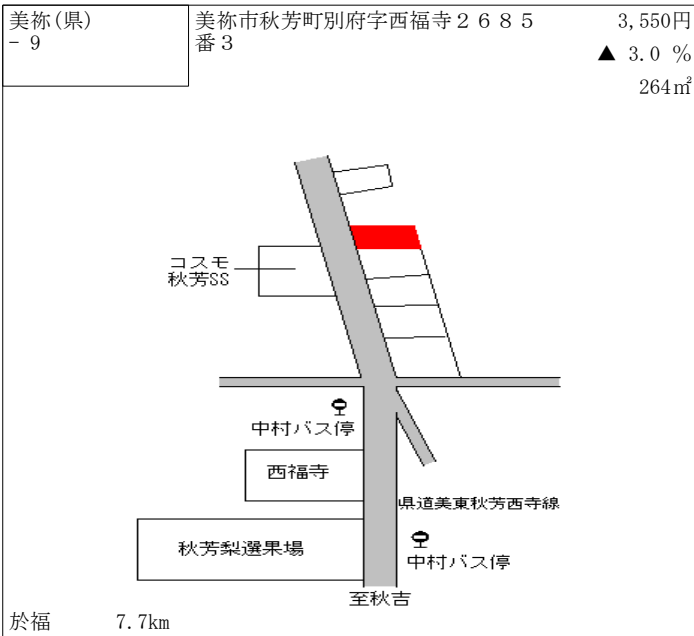 美祢(県)
- 9
美祢市秋芳町別府字西福寺２６８５
番３
3,550円
▲ 3.0 %
264㎡
コスモ
秋芳SS
中村バス停
西福寺
県道美東秋芳西寺線
秋芳梨選果場
中村バス停
至秋吉
於福 7.7km